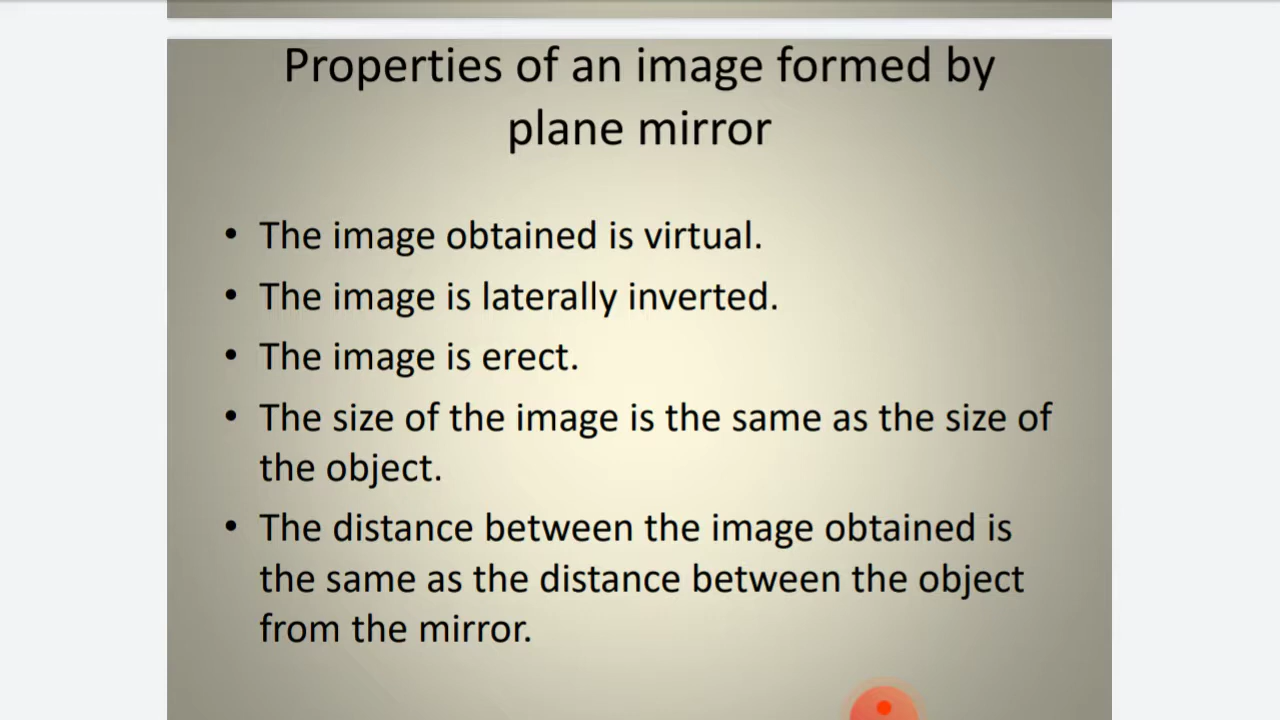 Properties of an image formed by
plane mirror
• The image obtained is virtual.
• The image is laterally inverted.
• The image is erect.
• The size of the image is the same as the size of
the object.
• The distance between the image obtained is
the same as the distance between the object
from the mirror.